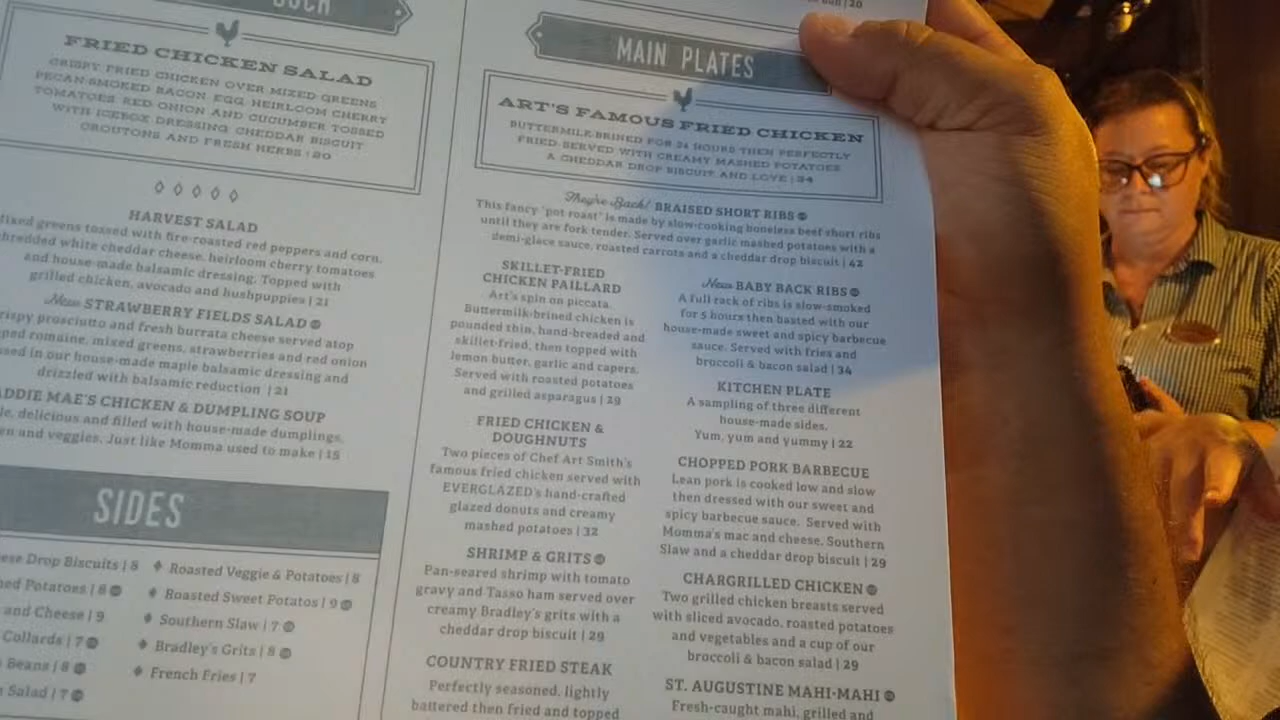 FRIED CHICKEN SALAD
CRISPY FRIED CHICKEN OVER MIXED GREENS
PECAN-SMOKED BACON EGG HEIRLOOM CHERRY
TOMATOES RED ONION AND CUCUMBER TOSSED
WITH ICEBOX DRESSING CHEDDAR BISCUIT
CROUTONS AND FRESH HERBS | 20
HARVEST SALAD
Mixed greens tossed with fire-roasted red peppers and corn,
shredded white cheddar cheese, heirloom cherry tomatoes
and house-made balsamic dressing. Topped with
grilled chicken, avocado and hushpuppies | 21
New STRAWBERRY FIELDS SALAD
rispy prosciutto and fresh burrata cheese served atop
ped romaine, mixed greens, strawberries and red onion
ssed in our house-made maple balsamic dressing and
drizzled with balsamic reduction | 21
ADDIE MAE'S CHICKEN & DUMPLING SOUP
le, delicious and filled with house-made dumplings,
en and veggies. Just like Momma used to make | 15
SIDES
ese Drop Biscuits | 8
hed Potatoes | 8
and Cheese | 9
Collards | 7
Beans | 8
Salad | 7
Roasted Veggie & Potatoes | 8
Roasted Sweet Potatos | 9
Southern Slaw | 7
Bradley's Grits | 8
French Fries | 7
| 20
MAIN PLATES
ART'S FAMOUS FRIED CHICKEN
BUTTERMILK-BRINED FOR 24 HOURS THEN PERFECTLY
FRIED SERVED WITH CREAMY MASHED POTATOES
A CHEDDAR DROP BISCUIT AND LOVE | 34
They're Back! BRAISED SHORT RIBS
This fancy "pot roast" is made by slow-cooking boneless beef short ribs
until they are fork tender. Served over garlic mashed potatoes with a
demi-glace sauce, roasted carrots and a cheddar drop biscuit | 42
SKILLET-FRIED
CHICKEN PAILLARD
Art's spin on piccata.
Buttermilk-brined chicken is
pounded thin, hand-breaded and
skillet-fried, then topped with
lemon butter, garlic and capers.
Served with roasted potatoes
and grilled asparagus | 29
FRIED CHICKEN &
DOUGHNUTS
Two pieces of Chef Art Smith's
famous fried chicken served with
EVERGLAZED's hand-crafted
glazed donuts and creamy
mashed potatoes | 32
SHRIMP & GRITS
Pan-seared shrimp with tomato
gravy and Tasso ham served over
creamy Bradley's grits with a
cheddar drop biscuit | 29
COUNTRY FRIED STEAK
Perfectly seasoned, lightly
battered then fried and topped
New BABY BACK RIBS
A full rack of ribs is slow-smoked
for 5 hours then basted with our
house-made sweet and spicy barbecue
sauce. Served with fries and
broccoli & bacon salad | 34
KITCHEN PLATE
A sampling of three different
house-made sides.
Yum, yum and yummy | 22
CHOPPED PORK BARBECUE
Lean pork is cooked low and slow
then dressed with our sweet and
spicy barbecue sauce. Served with
Momma's mac and cheese, Southern
Slaw and a cheddar drop biscuit | 29
CHARGRILLED CHICKEN
Two grilled chicken breasts served
with sliced avocado, roasted potatoes
and vegetables and a cup of our
broccoli & bacon salad | 29
ST. AUGUSTINE MAHI-MAHI
Fresh-caught mahi, grilled and